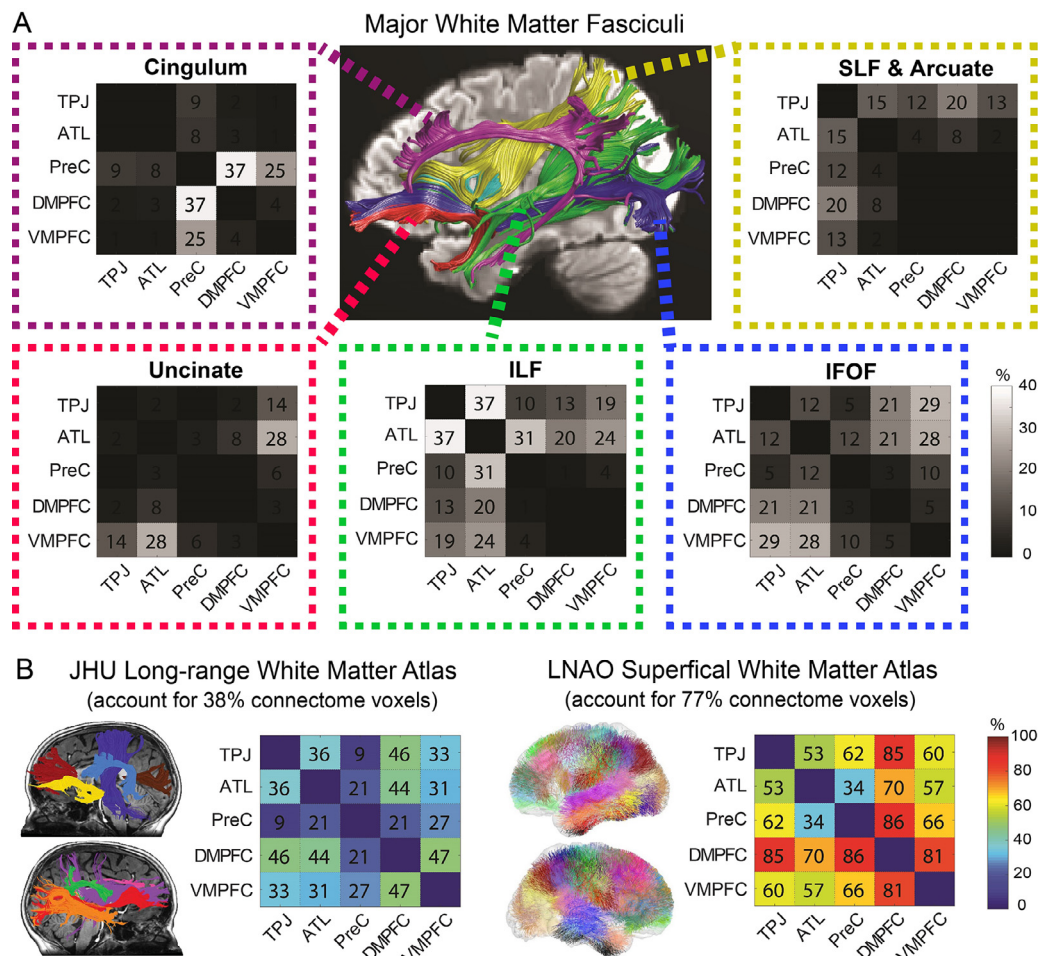 A
Major White Matter Fasciculi
Cingulum
TPJ 9 2 1
ATL 8 3 1
PreC 9 8 37 25
DMPFC 2 3 37 4
VMPFC 1 1 25 4
TPJ ATL PreC DMPFC VMPFC
SLF & Arcuate
TPJ 15 12 20 13
ATL 15 4 8 2
PreC 12 4
DMPFC 20 8
VMPFC 13 2
TPJ ATL PreC DMPFC VMPFC
Uncinate
TPJ 2 2 14
ATL 2 3 8 28
PreC 3 6
DMPFC 2 8 3
VMPFC 14 28 6 3
TPJ ATL PreC DMPFC VMPFC
ILF
TPJ 37 10 13 19
ATL 37 31 20 24
PreC 10 31 1 4
DMPFC 13 20 1
VMPFC 19 24 4
TPJ ATL PreC DMPFC VMPFC
IFOF
TPJ 12 5 21 29
ATL 12 12 21 28
PreC 5 12 3 10
DMPFC 21 21 3 5
VMPFC 29 28 10 5
TPJ ATL PreC DMPFC VMPFC
%
40
30
20
10
0
B
JHU Long-range White Matter Atlas
(account for 38% connectome voxels)
TPJ 36 9 46 33
ATL 36 21 44 31
PreC 9 21 21 27
DMPFC 46 44 21 47
VMPFC 33 31 27 47
TPJ ATL PreC DMPFC VMPFC
LNAO Superfical White Matter Atlas
(account for 77% connectome voxels)
TPJ 53 62 85 60
ATL 53 34 70 57
PreC 62 34 86 66
DMPFC 85 70 86 81
VMPFC 60 57 66 81
TPJ ATL PreC DMPFC VMPFC
%
100
80
60
40
20
0